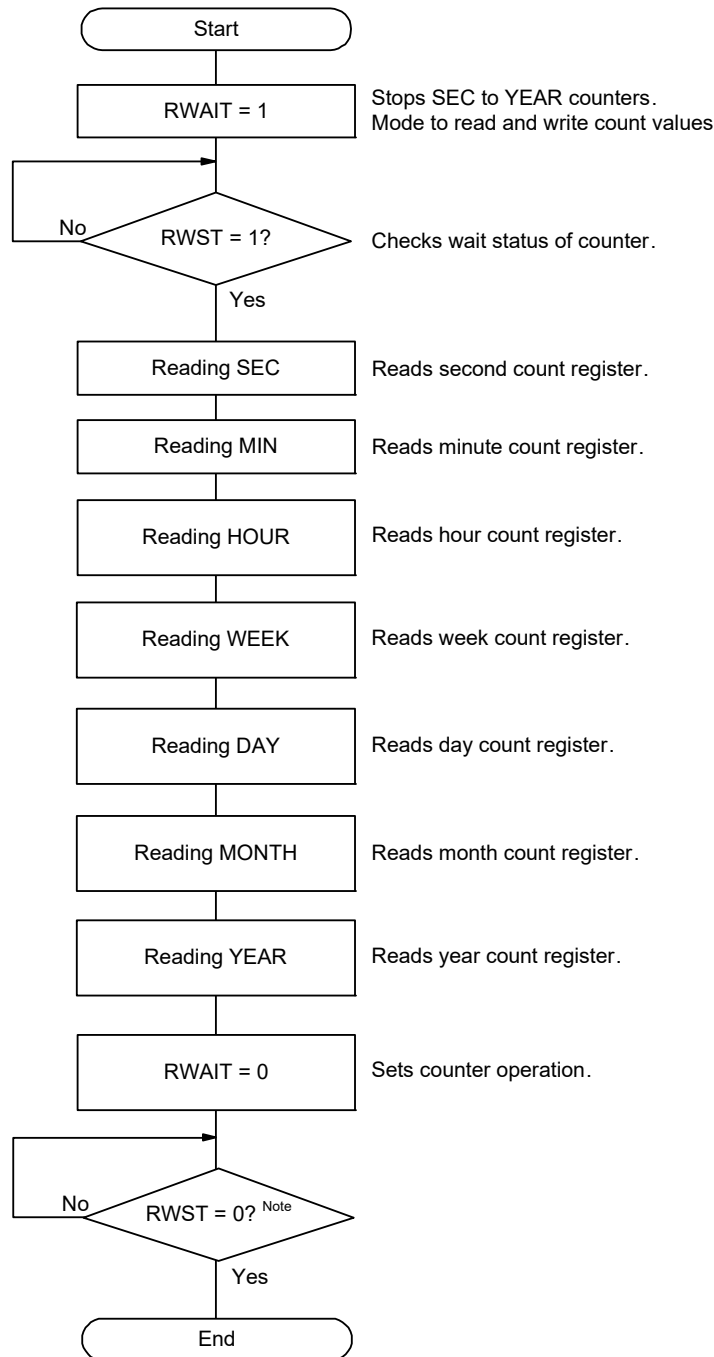 Start
RWAIT = 1
Stops SEC to YEAR counters.
Mode to read and write count values
No
RWST = 1?
Checks wait status of counter.
Yes
Reading SEC
Reads second count register.
Reading MIN
Reads minute count register.
Reading HOUR
Reads hour count register.
Reading WEEK
Reads week count register.
Reading DAY
Reads day count register.
Reading MONTH
Reads month count register.
Reading YEAR
Reads year count register.
RWAIT = 0
Sets counter operation.
No
RWST = 0? Note
Yes
End